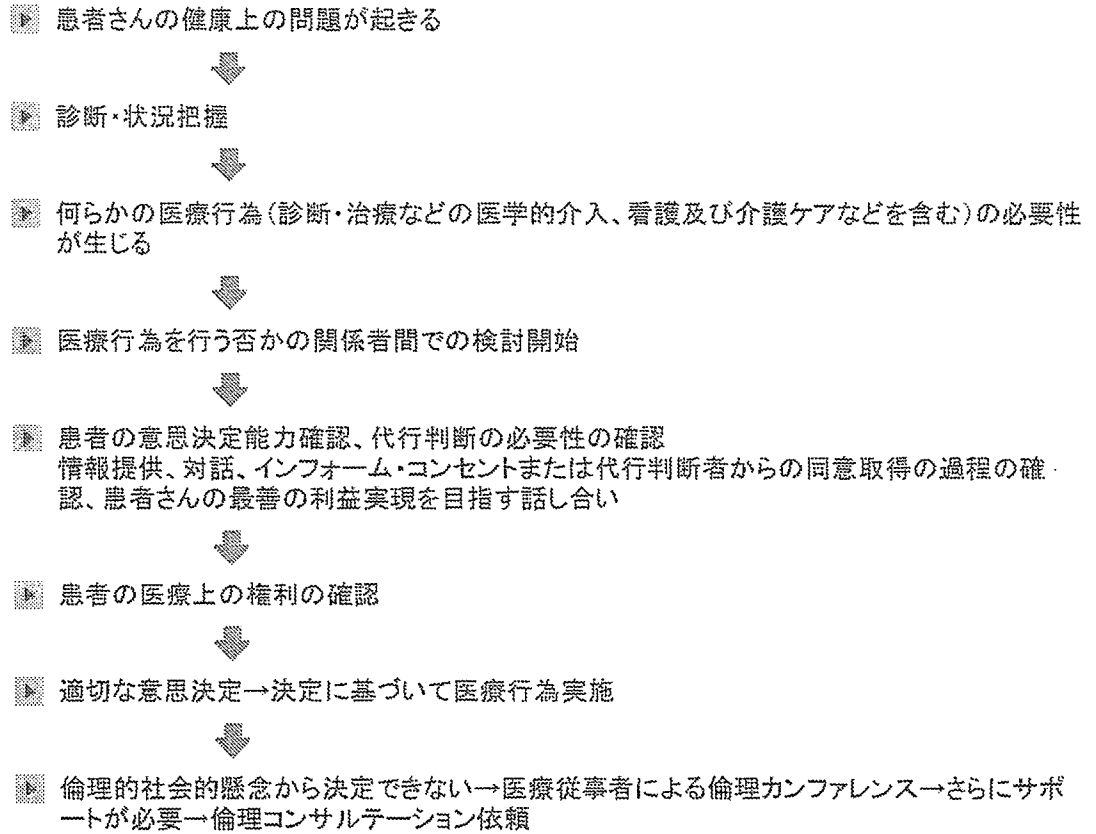 患者さんの健康上の問題が起きる
診断・状況把握
何らかの医療行為(診断・治療などの医学的介入、看護及び介護ケアなどを含む)の必要性
が生じる
医療行為を行う否かの関係者間での検討開始
患者の意思決定能力確認、代行判断の必要性の確認
情報提供、対話、インフォーム・コンセントまたは代行判断者からの同意取得の過程の確
認、患者さんの最善の利益実現を目指す話し合い
患者の医療上の権利の確認
適切な意思決定→決定に基づいて医療行為実施
倫理的社会的懸念から決定できない→医療従事者による倫理カンファレンス→さらにサポ
ートが必要→倫理コンサルテーション依頼